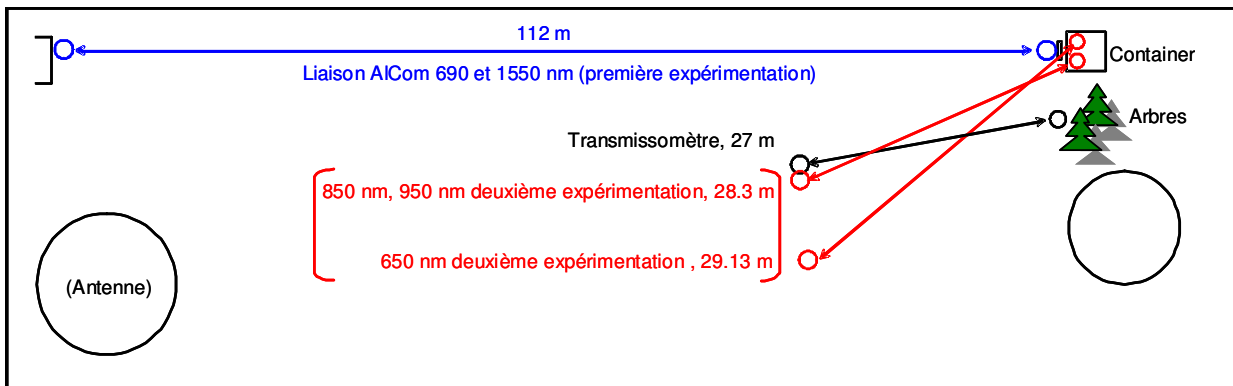 112 m
Liaison AlCom 690 et 1550 nm (première expérimentation)
Container
Arbres
Transmissomètre, 27 m
850 nm, 950 nm deuxième expérimentation, 28.3 m
650 nm deuxième expérimentation , 29.13 m
(Antenne)